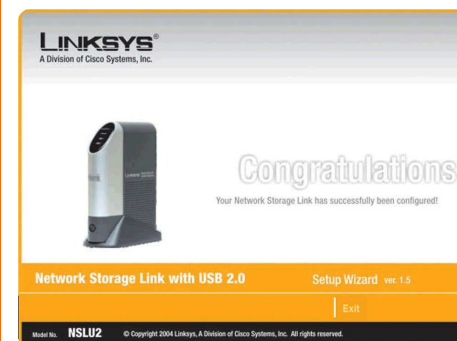 LINKSYS®
A Division of Cisco Systems, Inc.
Congratulations
Your Network Storage Link has successfully been configured!
Network Storage Link with USB 2.0
Setup Wizard ver. 1.5
Exit
Model No. NSLU2 © Copyright 2004 Linksys, A Division of Cisco Systems, Inc. All rights reserved.